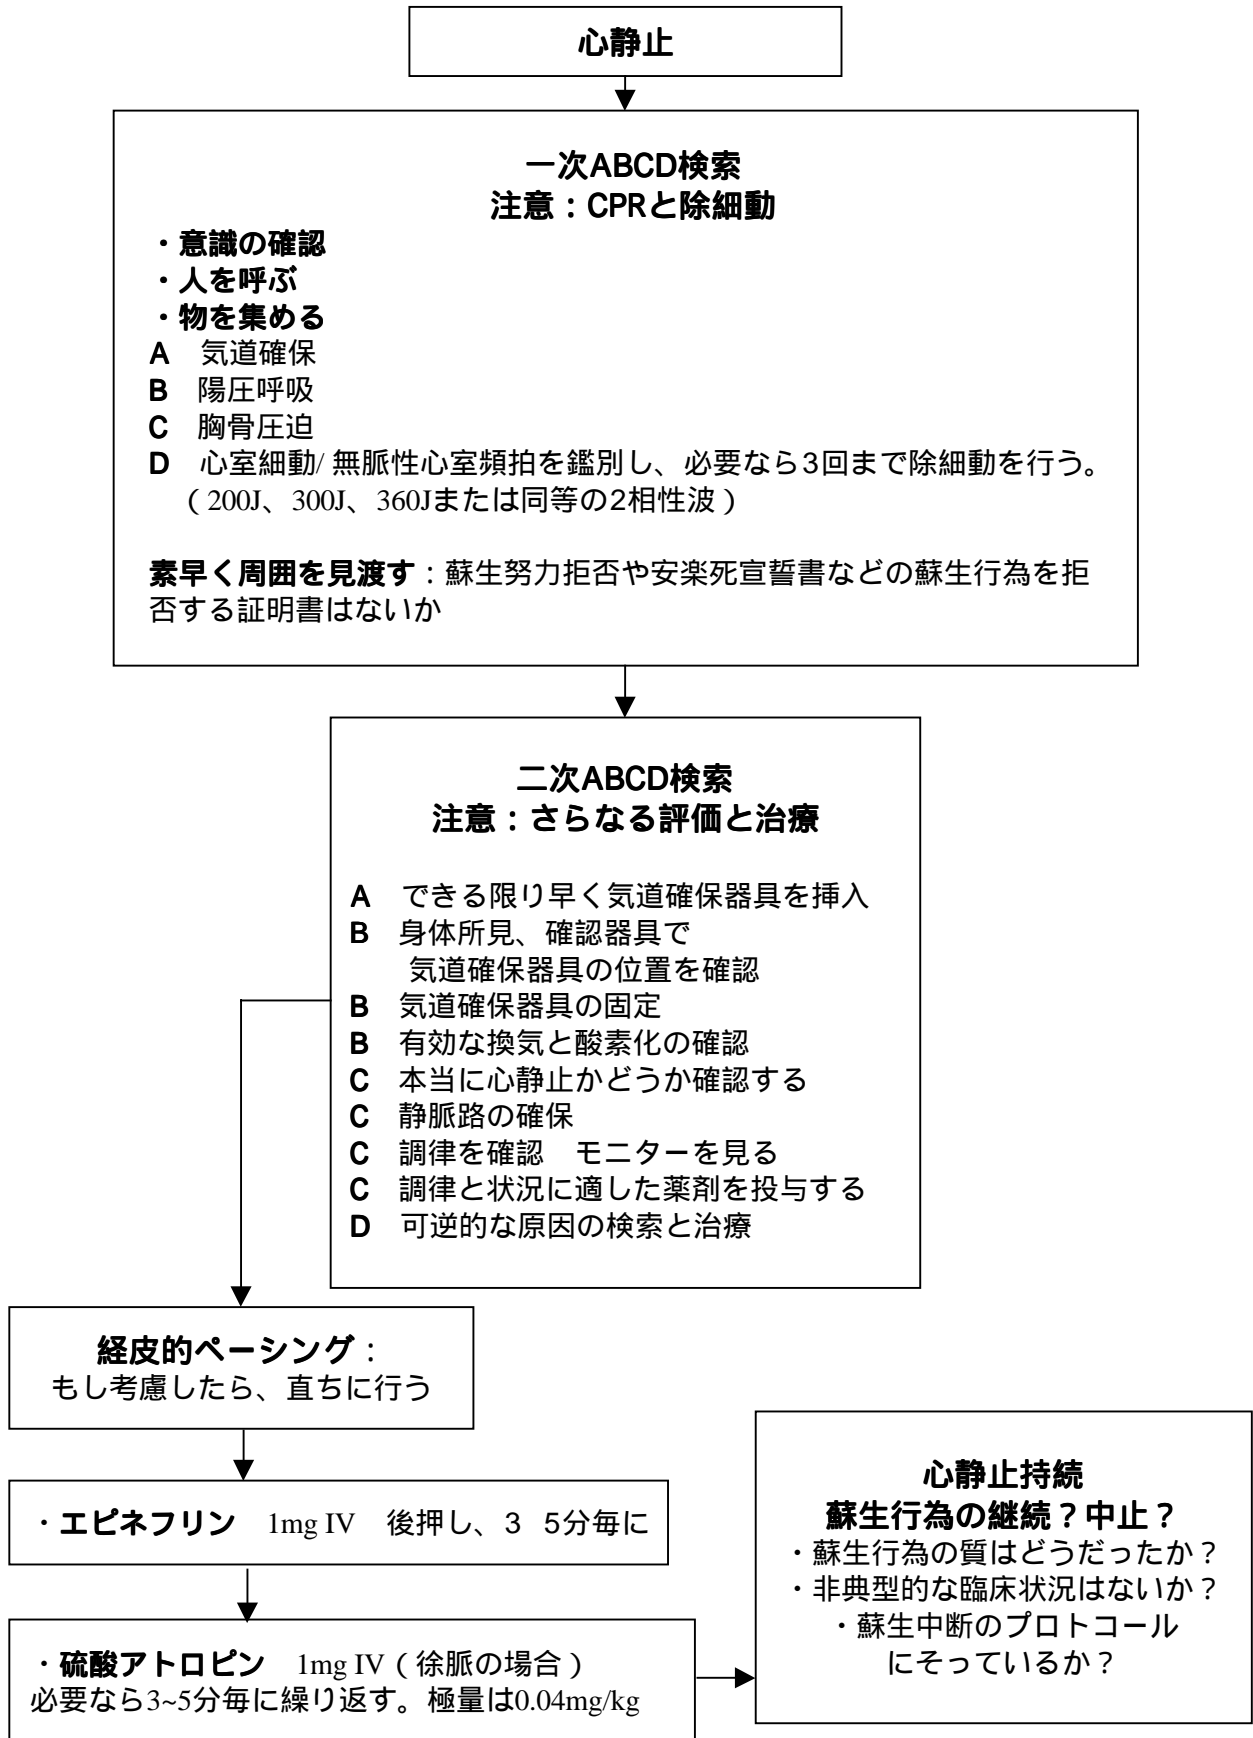 心静止
一次ABCD検索
注意：CPRと除細動
・意識の確認
・人を呼ぶ
・物を集める
A　気道確保
B　陽圧呼吸
C　胸骨圧迫
D　心室細動/ 無脈性心室頻拍を鑑別し、必要なら3回まで除細動を行う。
（200J、300J、360Jまたは同等の2相性波）
素早く周囲を見渡す：蘇生努力拒否や安楽死宣誓書などの蘇生行為を拒
否する証明書はないか
二次ABCD検索
注意：さらなる評価と治療
A　できる限り早く気道確保器具を挿入
B　身体所見、確認器具で
気道確保器具の位置を確認
B　気道確保器具の固定
B　有効な換気と酸素化の確認
C　本当に心静止かどうか確認する
C　静脈路の確保
C　調律を確認　モニターを見る
C　調律と状況に適した薬剤を投与する
D　可逆的な原因の検索と治療
経皮的ペーシング：
もし考慮したら、直ちに行う
・エピネフリン　1mg IV　後押し、3　5分毎に
・硫酸アトロピン　1mg IV（徐脈の場合）
必要なら3~5分毎に繰り返す。極量は0.04mg/kg
心静止持続
蘇生行為の継続？中止？
・蘇生行為の質はどうだったか？
・非典型的な臨床状況はないか？
・蘇生中断のプロトコール
にそっているか？